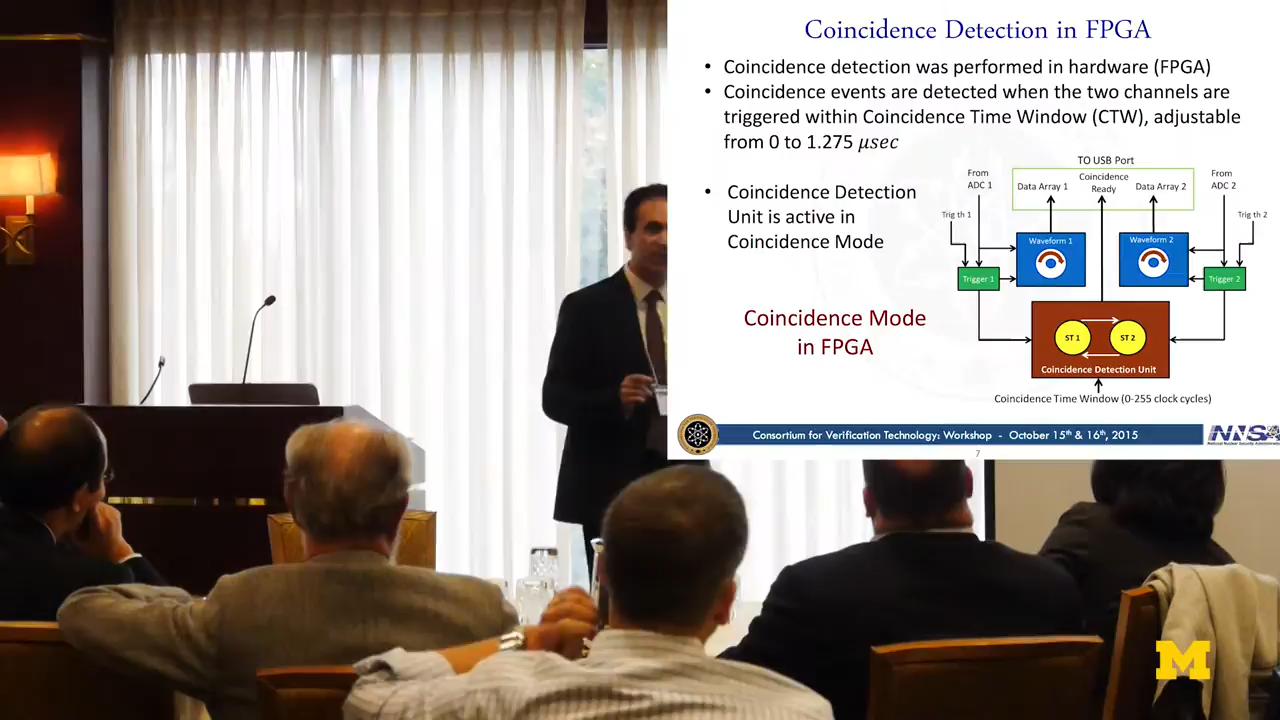 Coincidence Detection in FPGA
• Coincidence detection was performed in hardware (FPGA)
• Coincidence events are detected when the two channels are
triggered within Coincidence Time Window (CTW), adjustable
from 0 to 1.275 μsec
• Coincidence Detection
Unit is active in
Coincidence Mode
Coincidence Mode
in FPGA
TO USB Port
From
ADC 1
Data Array 1
Coincidence
Ready
Data Array 2
From
ADC 2
Trig th 1
Trig th 2
Waveform 1
Waveform 2
Trigger 1
Trigger 2
ST 1
ST 2
Coincidence Detection Unit
Coincidence Time Window (0-255 clock cycles)
Consortium for Verification Technology: Workshop - October 15th & 16th, 2015
NNS
National Nuclear Security
7
M